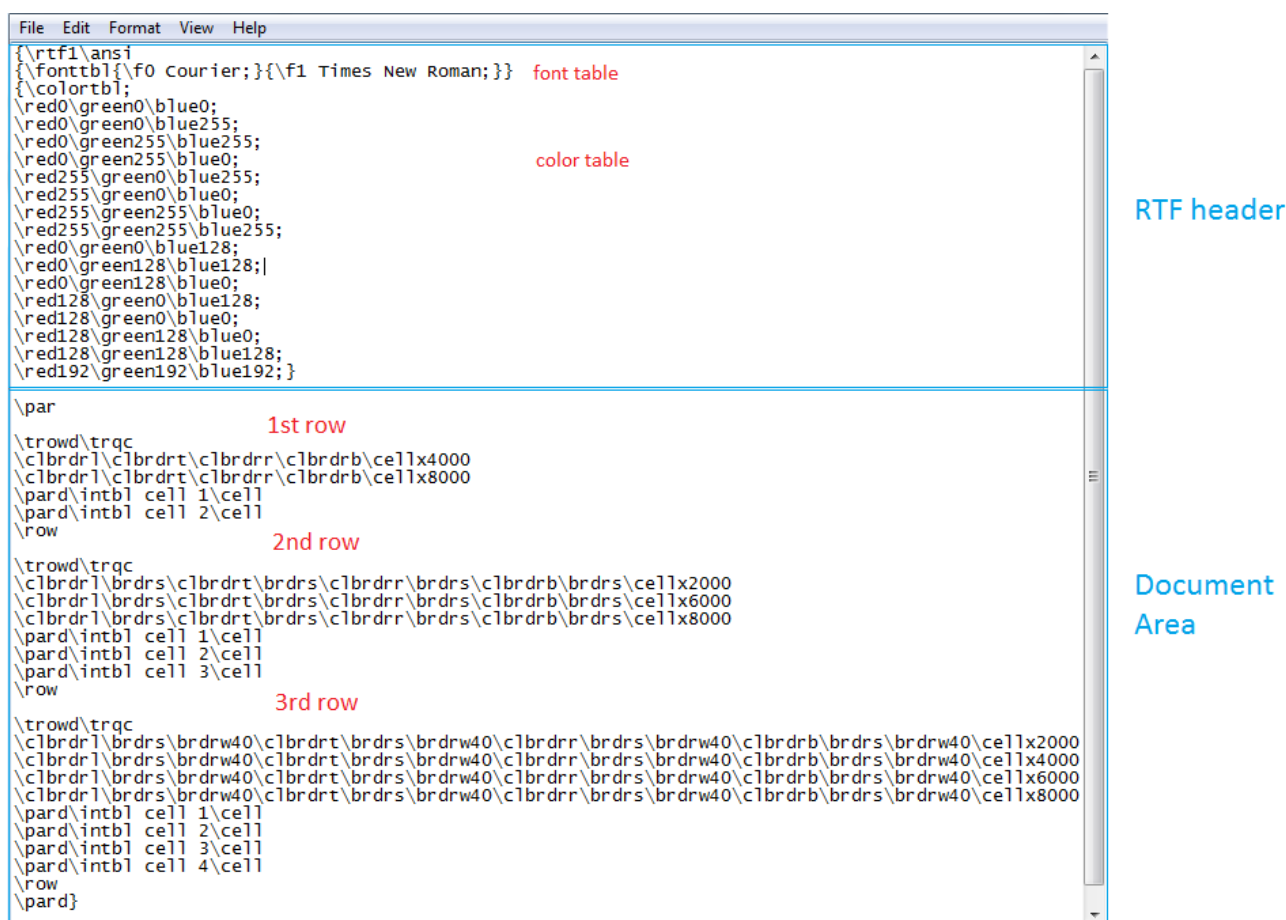 File Edit Format View Help
{\rtf1\ansi
{\fonttbl{\f0 Courier;}{\f1 Times New Roman;}} font table
{\colortbl;
\red0\green0\blue0;
\red0\green0\blue255;
\red0\green255\blue255;
\red0\green255\blue0; color table
\red255\green0\blue255;
\red255\green0\blue0;
\red255\green255\blue0; RTF header
\red255\green255\blue255;
\red0\green0\blue128;
\red0\green128\blue128;
\red0\green128\blue0;
\red128\green0\blue128;
\red128\green0\blue0;
\red128\green128\blue0;
\red128\green128\blue128;
\red192\green192\blue192;}
\par
1st row
\trowd\trqc
\clbrdrl\clbrdrt\clbrdrr\clbrdrb\cellx4000
\clbrdrl\clbrdrt\clbrdrr\clbrdrb\cellx8000
\pard\intbl cell 1\cell
\pard\intbl cell 2\cell
\row
2nd row
\trowd\trqc
\clbrdrl\brdrs\clbrdrt\brdrs\clbrdrr\brdrs\clbrdrb\brdrs\cellx2000
\clbrdrl\brdrs\clbrdrt\brdrs\clbrdrr\brdrs\clbrdrb\brdrs\cellx6000
\clbrdrl\brdrs\clbrdrt\brdrs\clbrdrr\brdrs\clbrdrb\brdrs\cellx8000
\pard\intbl cell 1\cell
\pard\intbl cell 2\cell
\pard\intbl cell 3\cell
\row
Document
Area
3rd row
\trowd\trqc
\clbrdrl\brdrs\brdrw40\clbrdrt\brdrs\brdrw40\clbrdrr\brdrs\brdrw40\clbrdrb\brdrs\brdrw40\cellx2000
\clbrdrl\brdrs\brdrw40\clbrdrt\brdrs\brdrw40\clbrdrr\brdrs\brdrw40\clbrdrb\brdrs\brdrw40\cellx4000
\clbrdrl\brdrs\brdrw40\clbrdrt\brdrs\brdrw40\clbrdrr\brdrs\brdrw40\clbrdrb\brdrs\brdrw40\cellx6000
\clbrdrl\brdrs\brdrw40\clbrdrt\brdrs\brdrw40\clbrdrr\brdrs\brdrw40\clbrdrb\brdrs\brdrw40\cellx8000
\pard\intbl cell 1\cell
\pard\intbl cell 2\cell
\pard\intbl cell 3\cell
\pard\intbl cell 4\cell
\row
\pard}